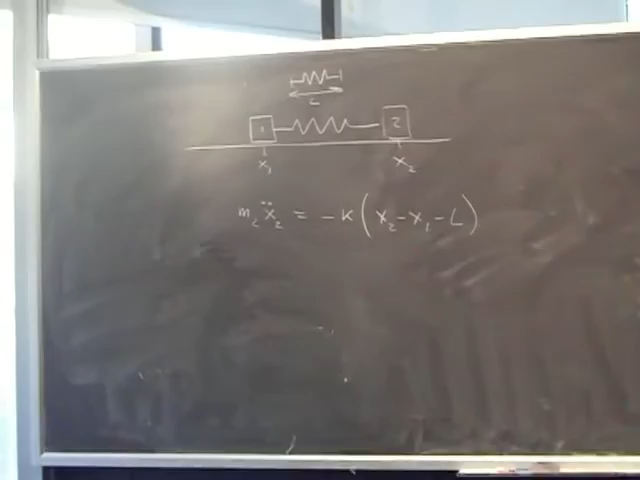 L
1 2
x₁ x₂
m₂ẍ₂ = -k(x₂-x₁-L)